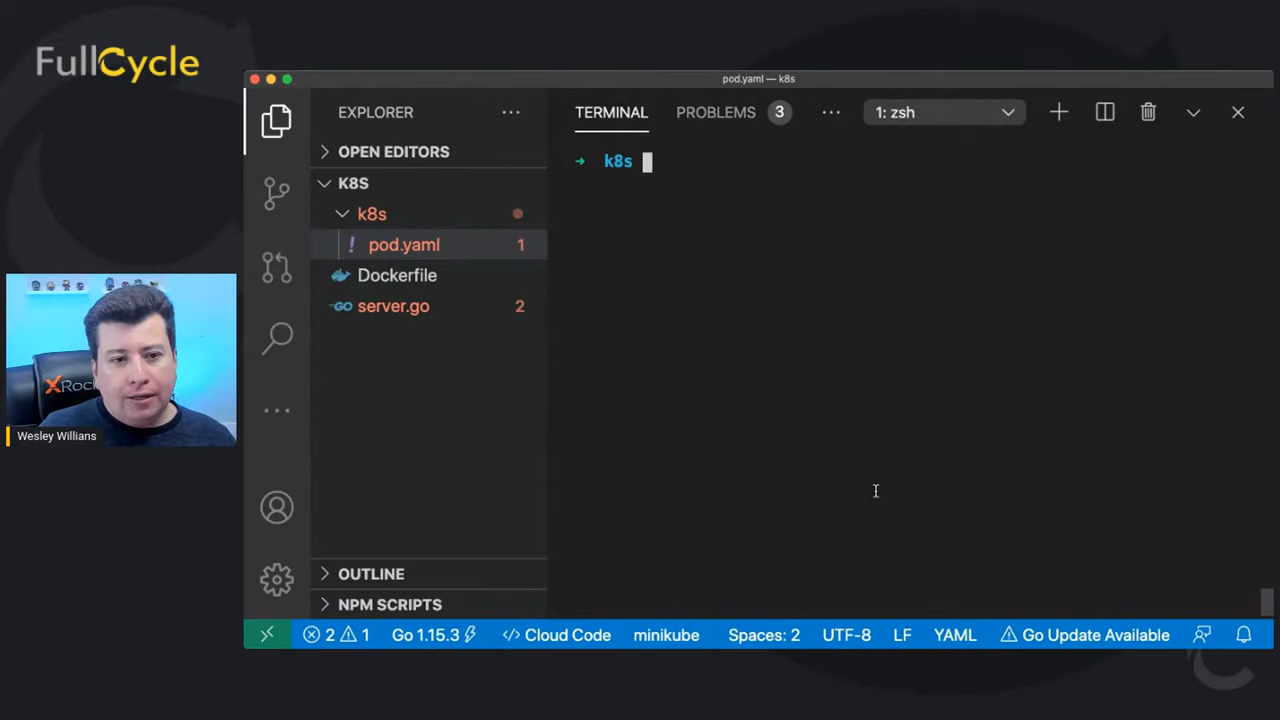 FullCycle
pod.yaml — k8s
EXPLORER
TERMINAL
PROBLEMS 3
1: zsh
OPEN EDITORS
K8S
k8s
pod.yaml 1
Dockerfile
GO server.go 2
→ k8s
XRock
Wesley Willians
OUTLINE
NPM SCRIPTS
2 1 Go 1.15.3 </> Cloud Code minikube Spaces: 2 UTF-8 LF YAML Go Update Available